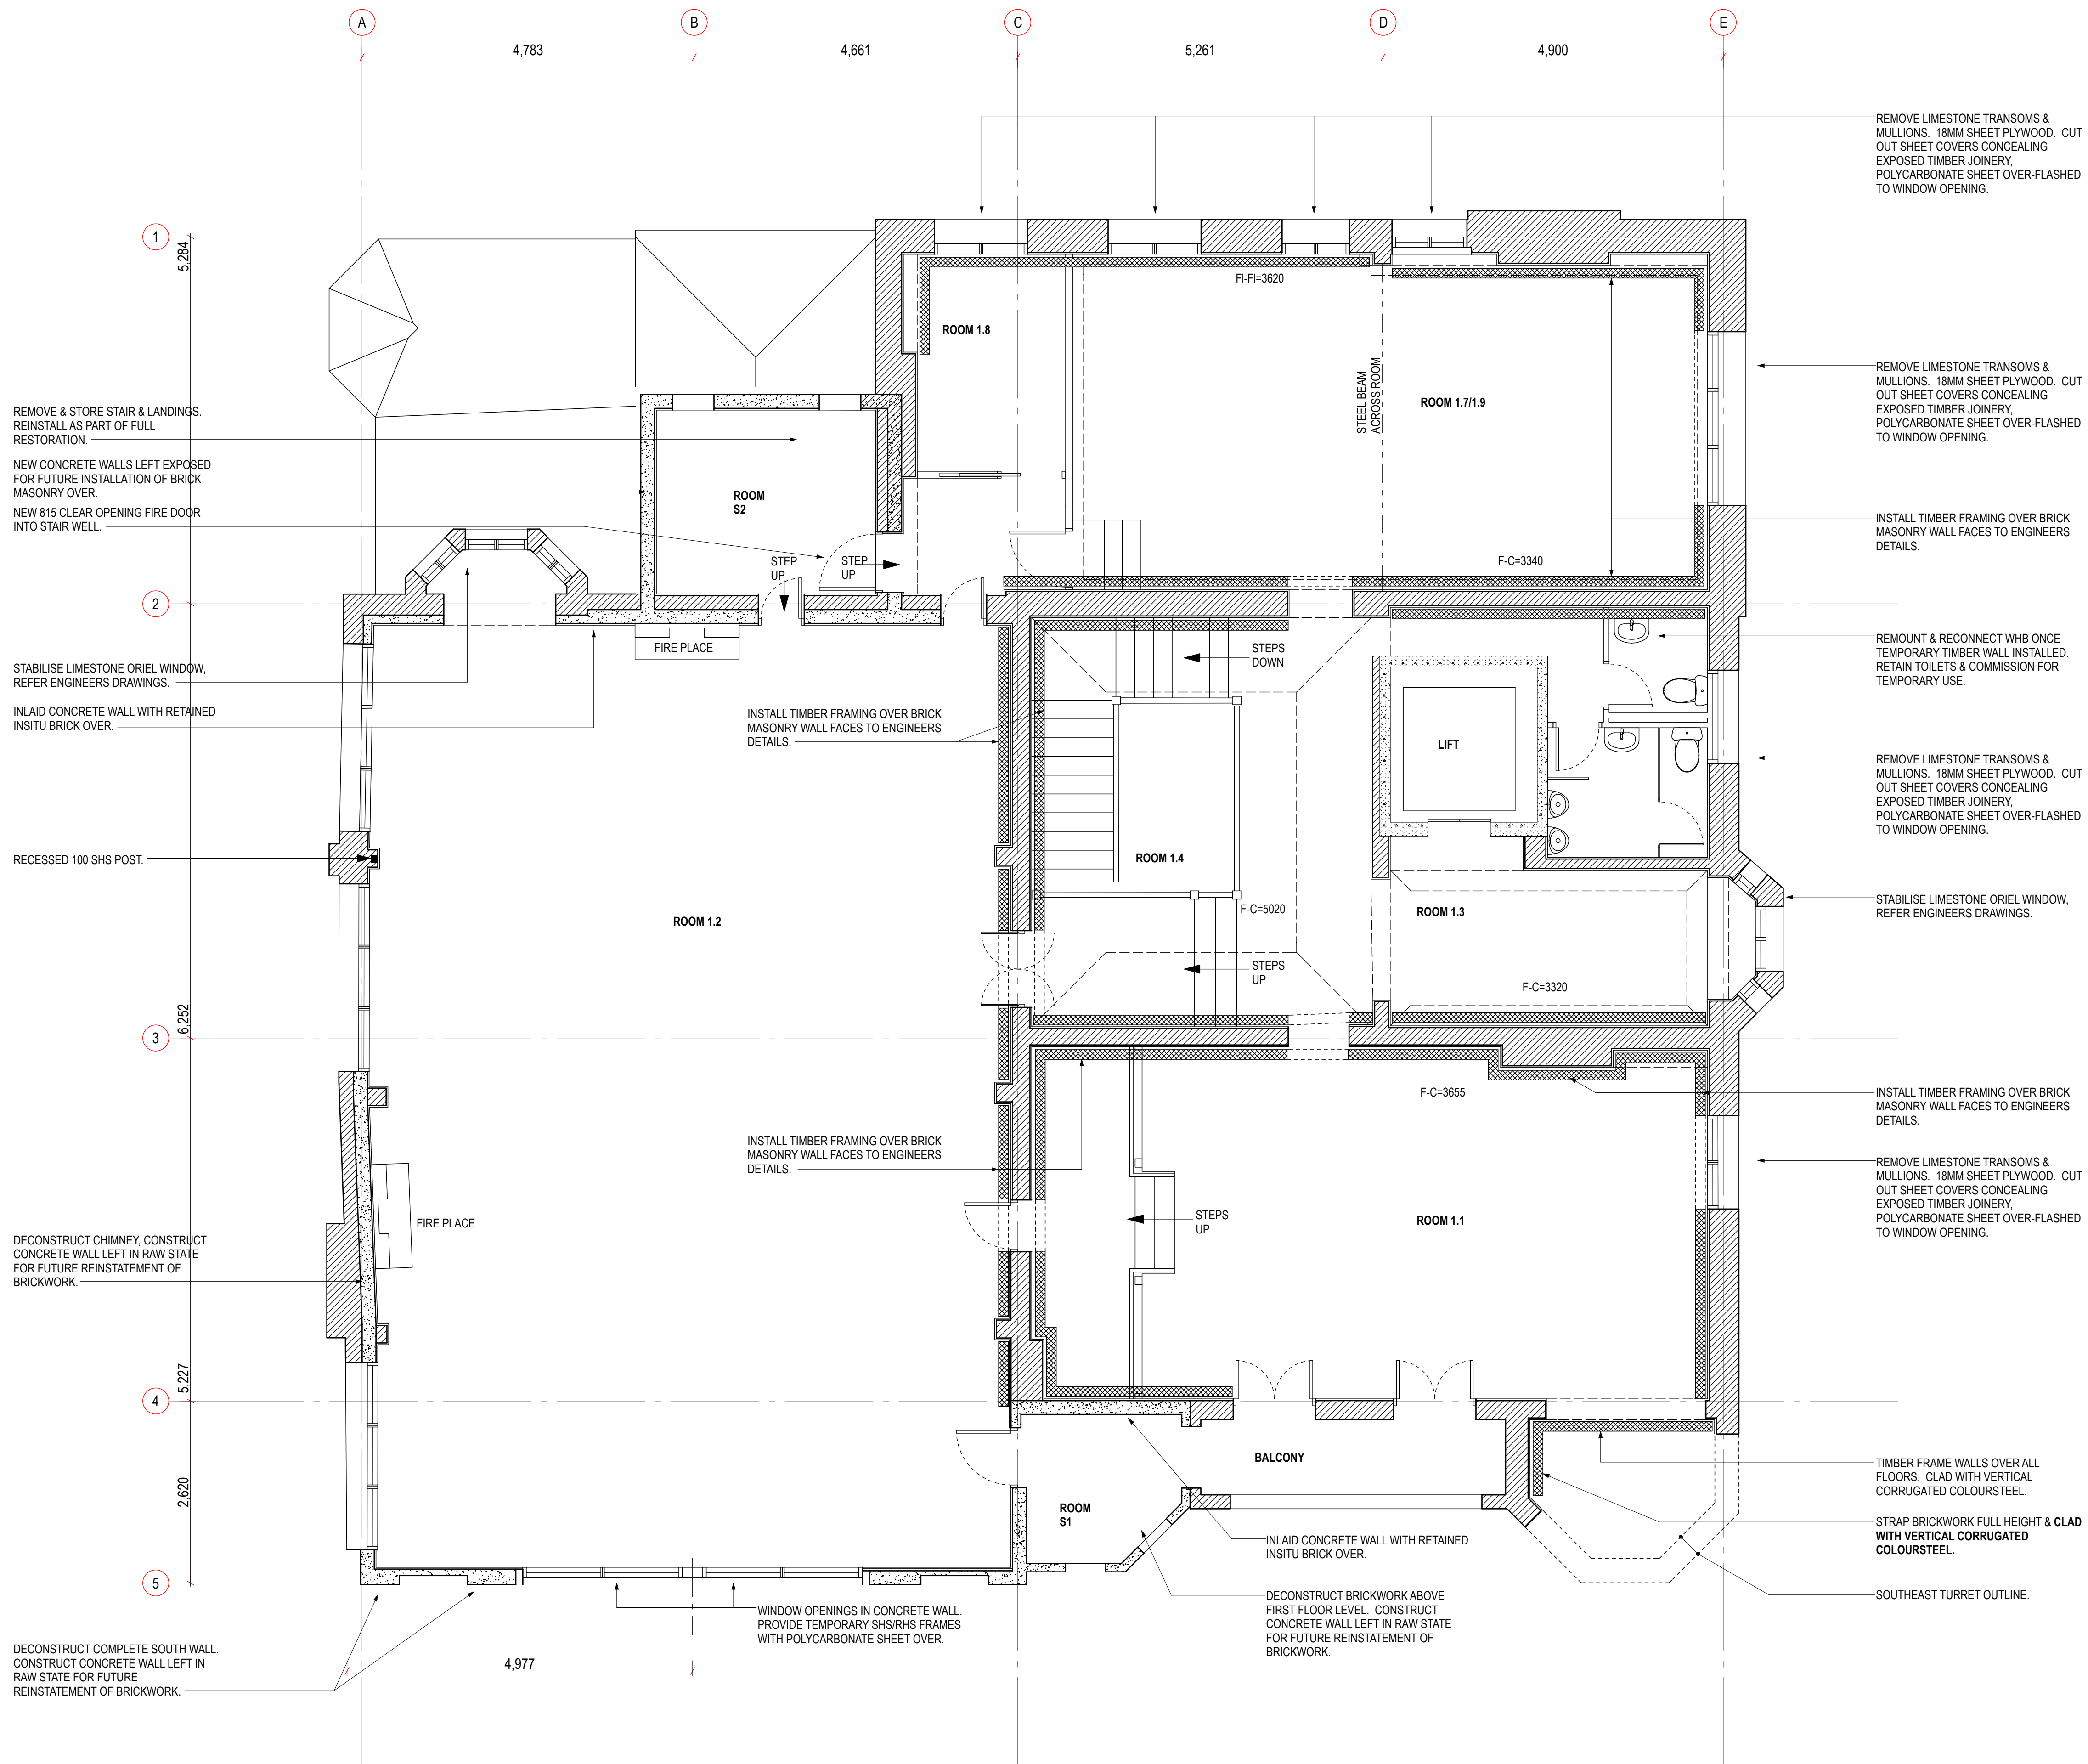 A
B
C
D
E
4,783
4,661
5,261
4,900
REMOVE LIMESTONE TRANSOMS &
MULLIONS. 18MM SHEET PLYWOOD. CUT
OUT SHEET COVERS CONCEALING
EXPOSED TIMBER JOINERY,
POLYCARBONATE SHEET OVER-FLASHED
TO WINDOW OPENING.
1
5,284
Fl-Fl=3620
ROOM 1.8
STEEL BEAM
ACROSS ROOM
ROOM 1.7/1.9
REMOVE LIMESTONE TRANSOMS &
MULLIONS. 18MM SHEET PLYWOOD. CUT
OUT SHEET COVERS CONCEALING
EXPOSED TIMBER JOINERY,
POLYCARBONATE SHEET OVER-FLASHED
TO WINDOW OPENING.
REMOVE & STORE STAIR & LANDINGS.
REINSTALL AS PART OF FULL
RESTORATION.
NEW CONCRETE WALLS LEFT EXPOSED
FOR FUTURE INSTALLATION OF BRICK
MASONRY OVER.
NEW 815 CLEAR OPENING FIRE DOOR
INTO STAIR WELL.
ROOM
S2
STEP
UP
STEP
UP
F-C=3340
INSTALL TIMBER FRAMING OVER BRICK
MASONRY WALL FACES TO ENGINEERS
DETAILS.
2
FIRE PLACE
STEPS
DOWN
REMOUNT & RECONNECT WHB ONCE
TEMPORARY TIMBER WALL INSTALLED.
RETAIN TOILETS & COMMISSION FOR
TEMPORARY USE.
STABILISE LIMESTONE ORIEL WINDOW,
REFER ENGINEERS DRAWINGS.
INLAID CONCRETE WALL WITH RETAINED
INSITU BRICK OVER.
INSTALL TIMBER FRAMING OVER BRICK
MASONRY WALL FACES TO ENGINEERS
DETAILS.
LIFT
REMOVE LIMESTONE TRANSOMS &
MULLIONS. 18MM SHEET PLYWOOD. CUT
OUT SHEET COVERS CONCEALING
EXPOSED TIMBER JOINERY,
POLYCARBONATE SHEET OVER-FLASHED
TO WINDOW OPENING.
RECESSED 100 SHS POST.
ROOM 1.4
ROOM 1.2
F-C=5020
ROOM 1.3
STABILISE LIMESTONE ORIEL WINDOW,
REFER ENGINEERS DRAWINGS.
STEPS
UP
F-C=3320
6,252
3
F-C=3655
INSTALL TIMBER FRAMING OVER BRICK
MASONRY WALL FACES TO ENGINEERS
DETAILS.
INSTALL TIMBER FRAMING OVER BRICK
MASONRY WALL FACES TO ENGINEERS
DETAILS.
REMOVE LIMESTONE TRANSOMS &
MULLIONS. 18MM SHEET PLYWOOD. CUT
OUT SHEET COVERS CONCEALING
EXPOSED TIMBER JOINERY,
POLYCARBONATE SHEET OVER-FLASHED
TO WINDOW OPENING.
FIRE PLACE
STEPS
UP
ROOM 1.1
DECONSTRUCT CHIMNEY, CONSTRUCT
CONCRETE WALL LEFT IN RAW STATE
FOR FUTURE REINSTATEMENT OF
BRICKWORK.
5,227
4
2,620
BALCONY
ROOM
S1
TIMBER FRAME WALLS OVER ALL
FLOORS. CLAD WITH VERTICAL
CORRUGATED COLOURSTEEL.
STRAP BRICKWORK FULL HEIGHT & CLAD
WITH VERTICAL CORRUGATED
COLOURSTEEL.
INLAID CONCRETE WALL WITH RETAINED
INSITU BRICK OVER.
5
SOUTHEAST TURRET OUTLINE.
WINDOW OPENINGS IN CONCRETE WALL.
PROVIDE TEMPORARY SHS/RHS FRAMES
WITH POLYCARBONATE SHEET OVER.
DECONSTRUCT BRICKWORK ABOVE
FIRST FLOOR LEVEL. CONSTRUCT
CONCRETE WALL LEFT IN RAW STATE
FOR FUTURE REINSTATEMENT OF
BRICKWORK.
DECONSTRUCT COMPLETE SOUTH WALL.
CONSTRUCT CONCRETE WALL LEFT IN
RAW STATE FOR FUTURE
REINSTATEMENT OF BRICKWORK.
4,977